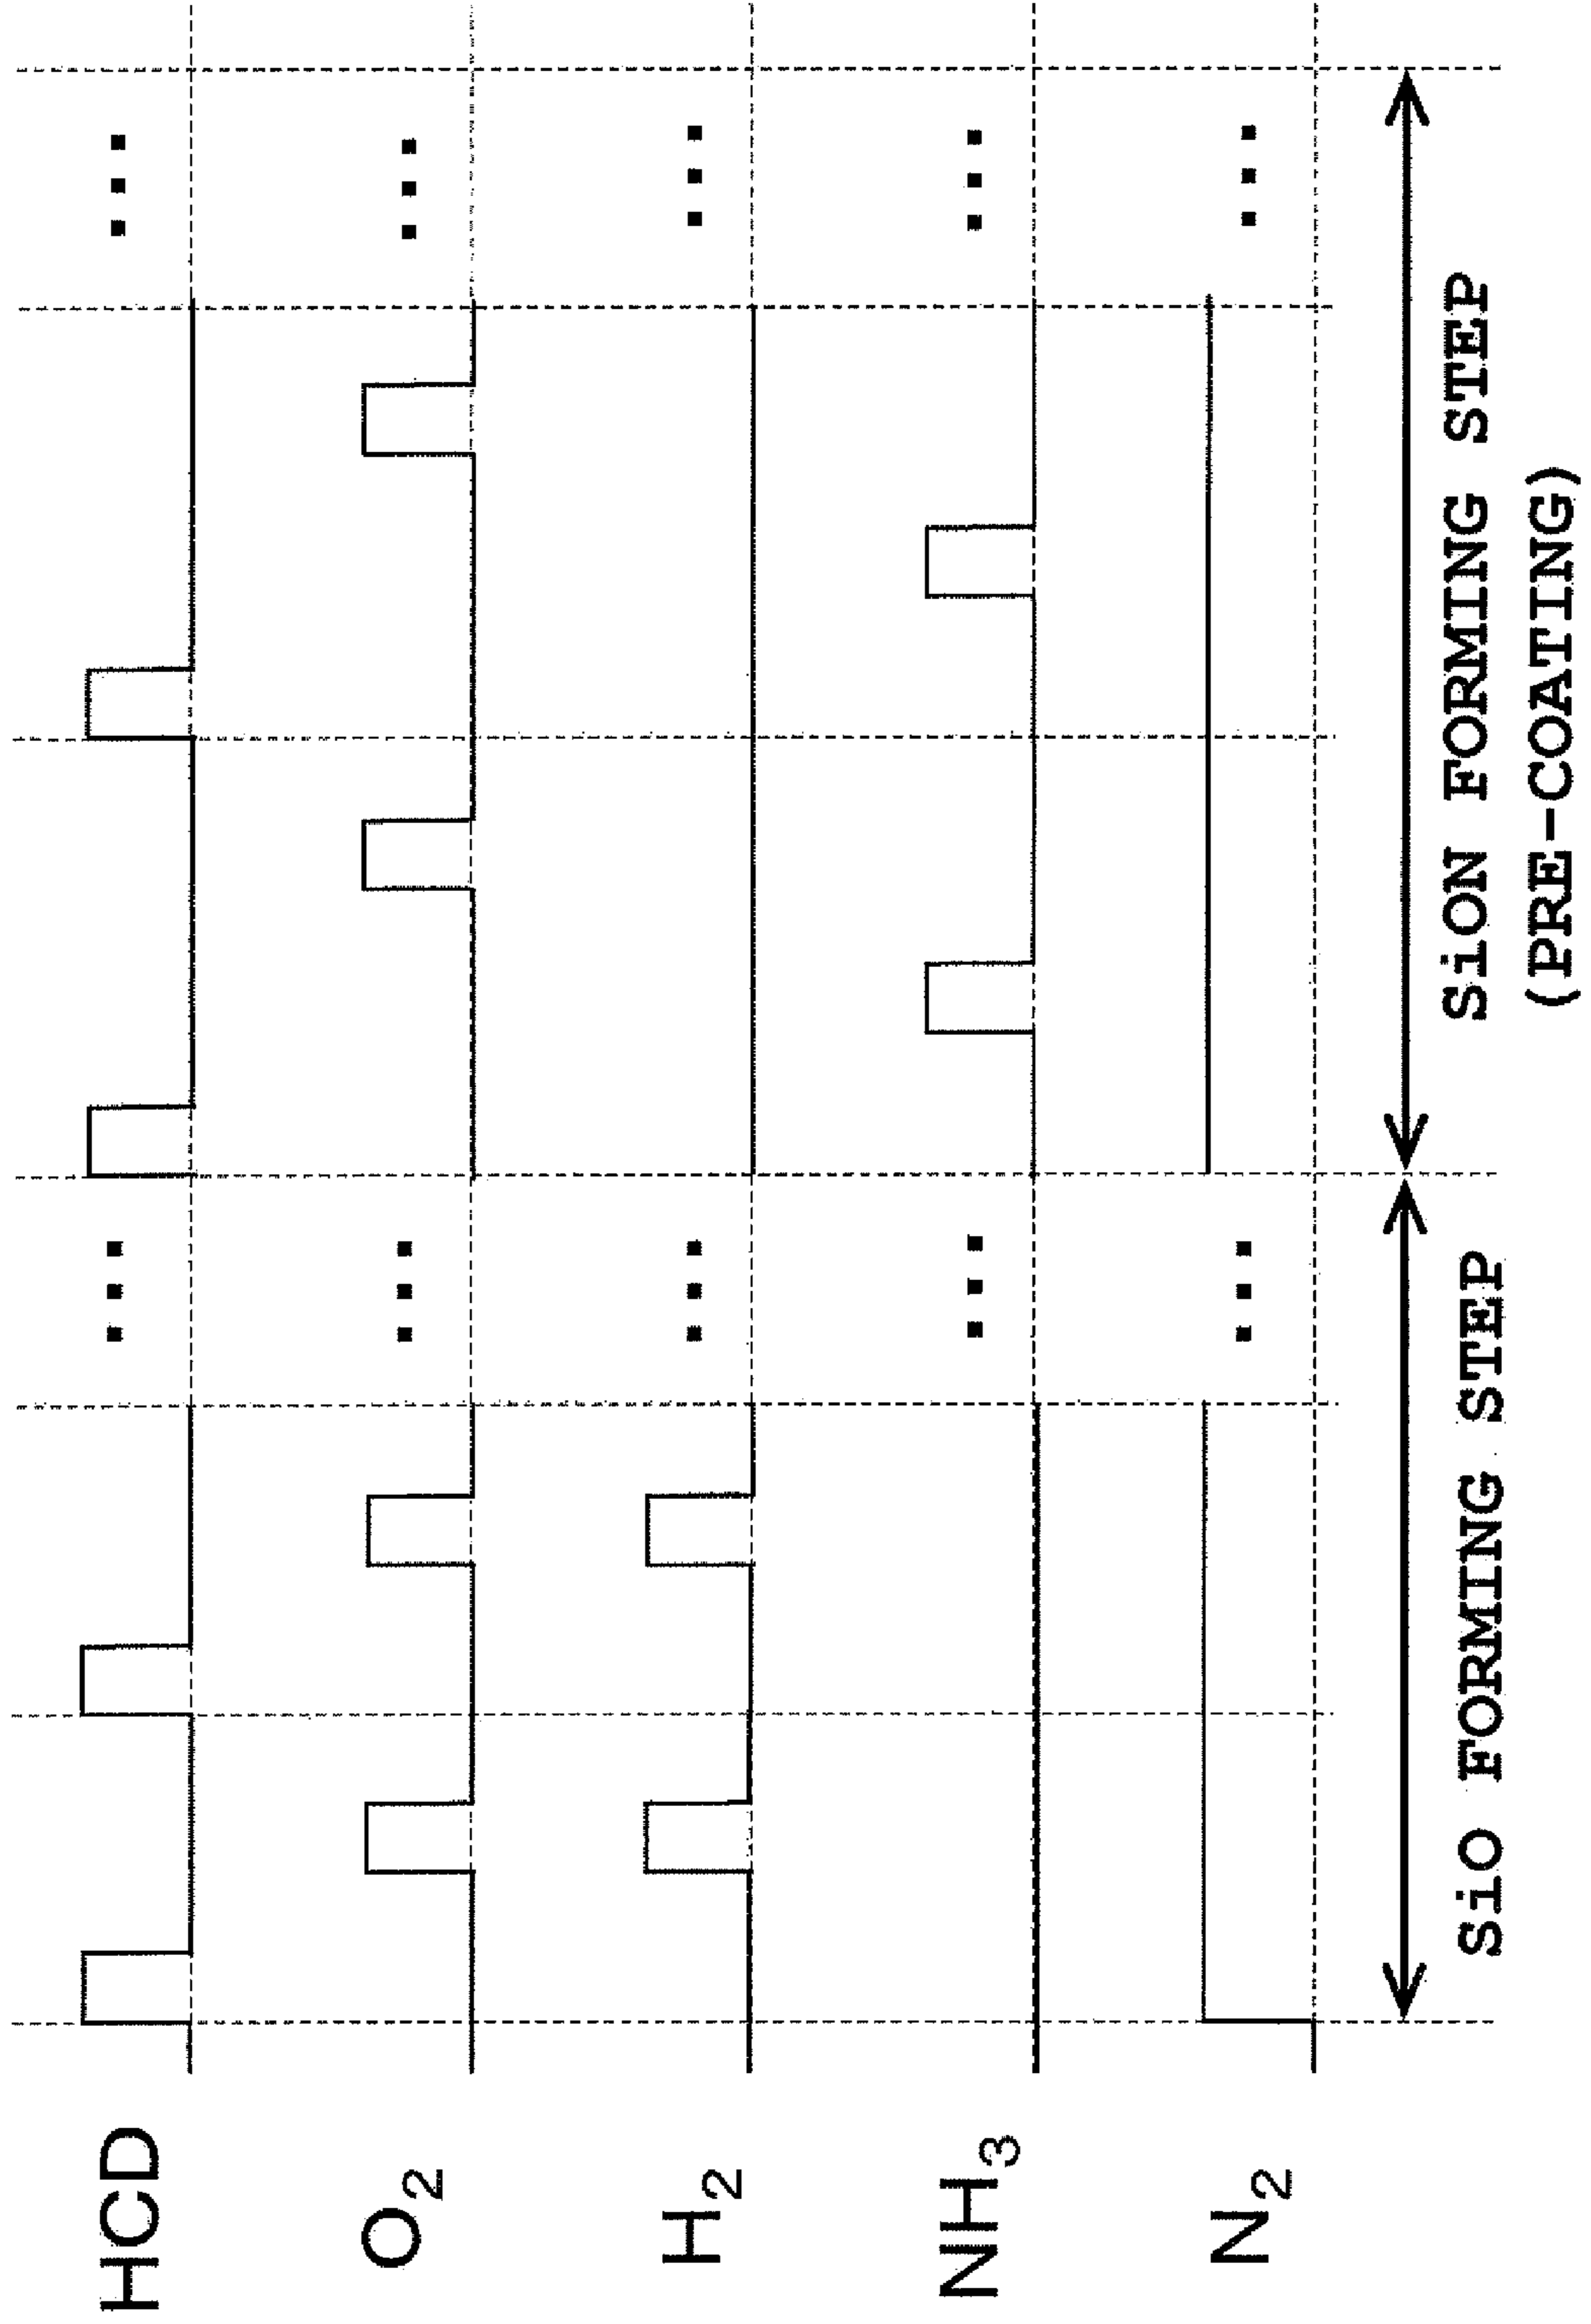 HCD
O₂
H₂
NH₃
N₂
SiO FORMING STEP
SiON FORMING STEP
(PRE-COATING)